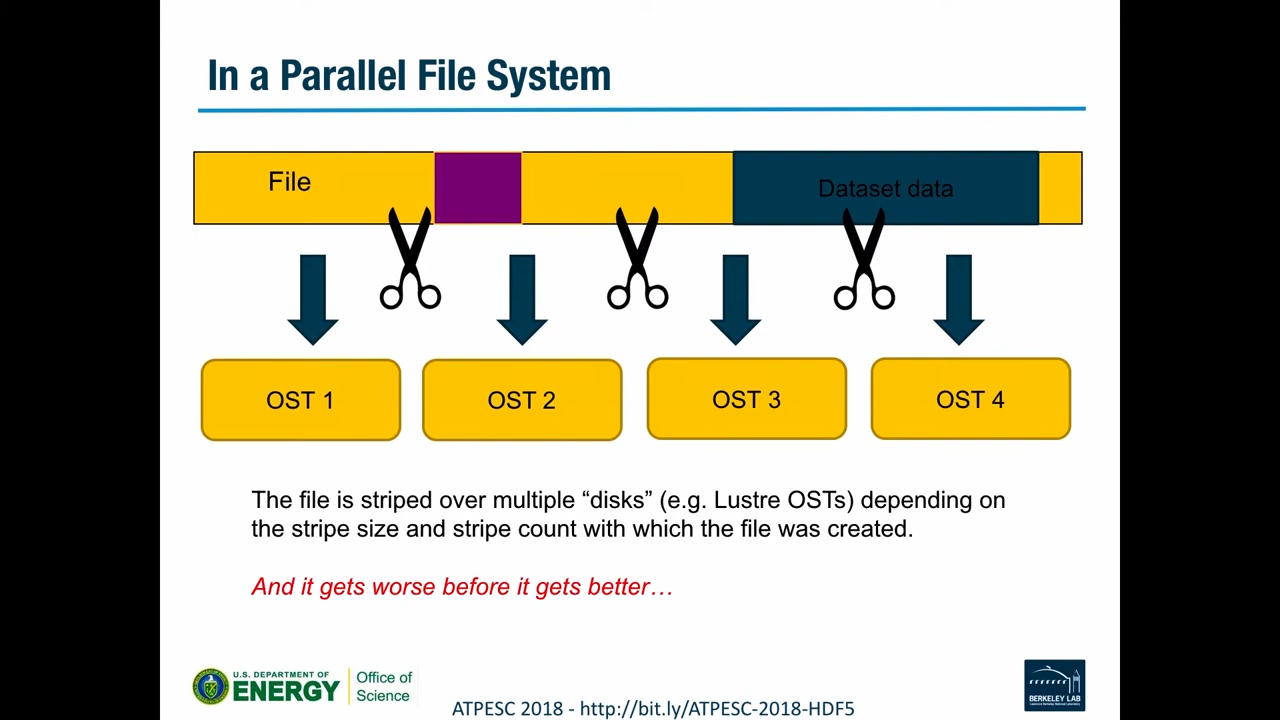 In a Parallel File System
File
Dataset data
OST 1
OST 2
OST 3
OST 4
The file is striped over multiple “disks” (e.g. Lustre OSTs) depending on
the stripe size and stripe count with which the file was created.
And it gets worse before it gets better…
U.S. DEPARTMENT OF
ENERGY
Office of
Science
ATPESC 2018 - http://bit.ly/ATPESC-2018-HDF5
BERKELEY LAB